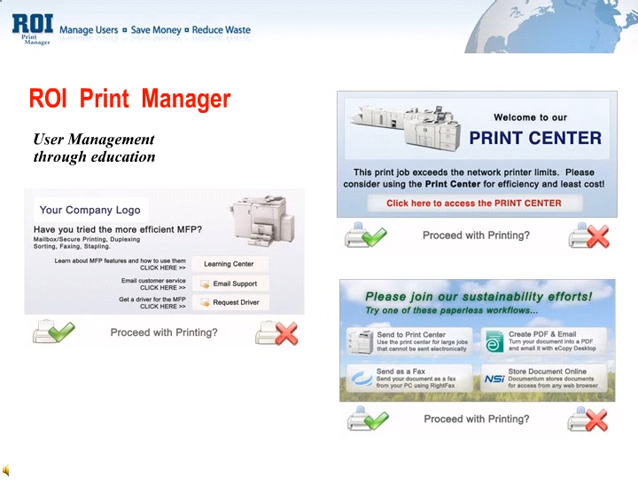 ROI
Print
Manager
Manage Users ¤ Save Money ¤ Reduce Waste
ROI Print Manager
User Management
through education
Your Company Logo
Have you tried the more efficient MFP?
Mailbox/Secure Printing, Duplexing
Sorting, Faxing, Stapling.
Learn about MFP features and how to use them
CLICK HERE >>
Learning Center
Email customer service
CLICK HERE >>
Email Support
Get a driver for the MFP
CLICK HERE >>
Request Driver
Proceed with Printing?
Welcome to our
PRINT CENTER
This print job exceeds the network printer limits. Please
consider using the Print Center for efficiency and least cost!
Click here to access the PRINT CENTER
Proceed with Printing?
Please join our sustainability efforts!
Try one of these paperless workflows...
Send to Print Center
Use the print center for large jobs
that cannot be sent electronically
Create PDF & Email
Turn your document into a PDF
and email it with eCopy Desktop
Send as a Fax
Send your document as a fax
from your PC using RightFax
NSi
Store Document Online
Documentum stores documents
for access from any web browser
Proceed with Printing?